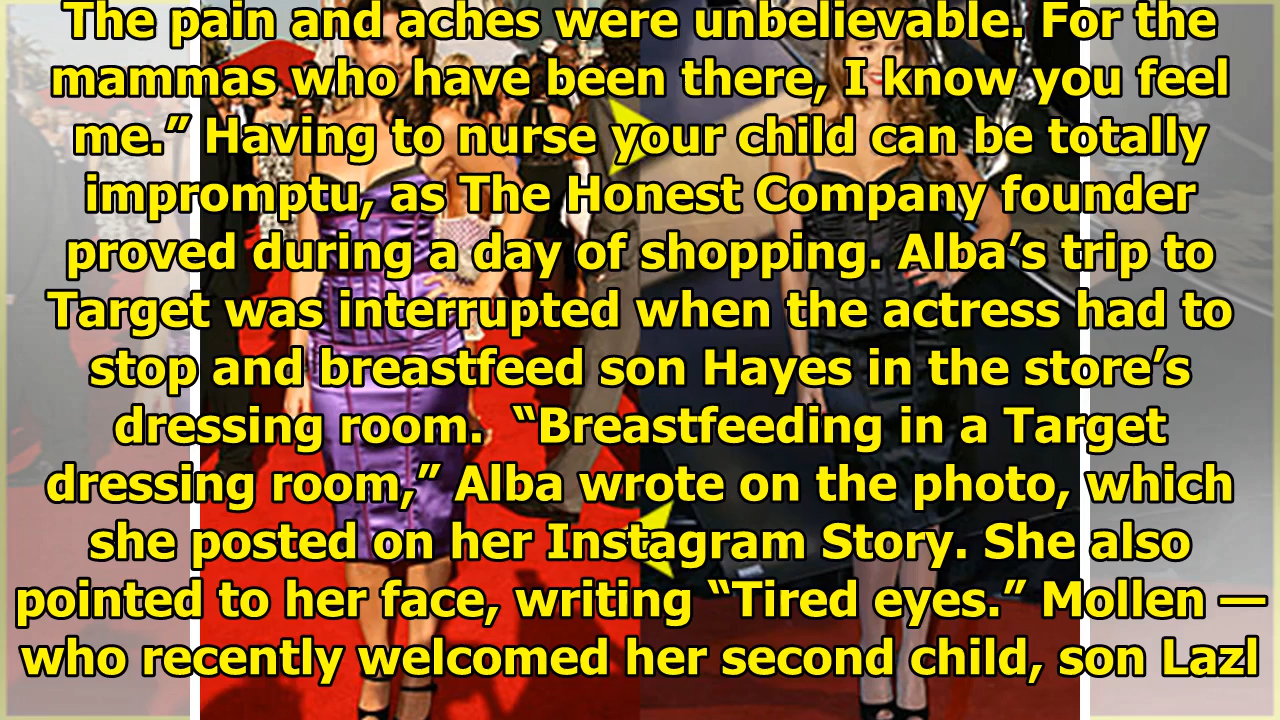 The pain and aches were unbelievable. For the
mammas who have been there, I know you feel
me.” Having to nurse your child can be totally
impromptu, as The Honest Company founder
proved during a day of shopping. Alba’s trip to
Target was interrupted when the actress had to
stop and breastfeed son Hayes in the store’s
dressing room.  “Breastfeeding in a Target
dressing room,” Alba wrote on the photo, which
she posted on her Instagram Story. She also
pointed to her face, writing “Tired eyes.” Mollen —
who recently welcomed her second child, son Lazl